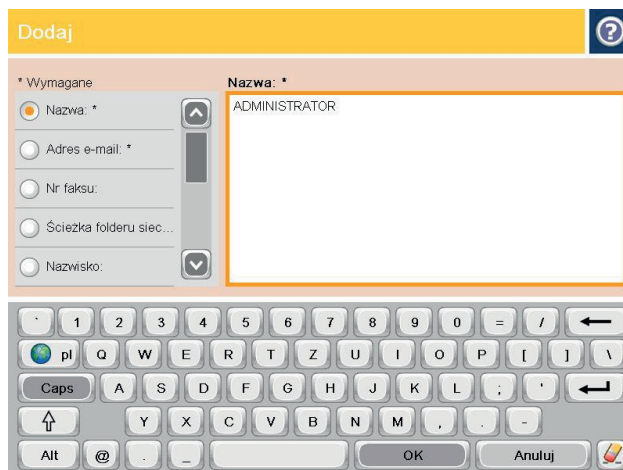 Dodaj
?
* Wymagane
Nazwa: *
Nazwa: *
ADMINISTRATOR
Adres e-mail: *
Nr faksu:
Ścieżka folderu siec...
Nazwisko:
` 1 2 3 4 5 6 7 8 9 0 = /
pl Q W E R T Z U I O P [ ] \
Caps A S D F G H J K L ; '
Y X C V B N M , . -
Alt @ . _ OK Anuluj